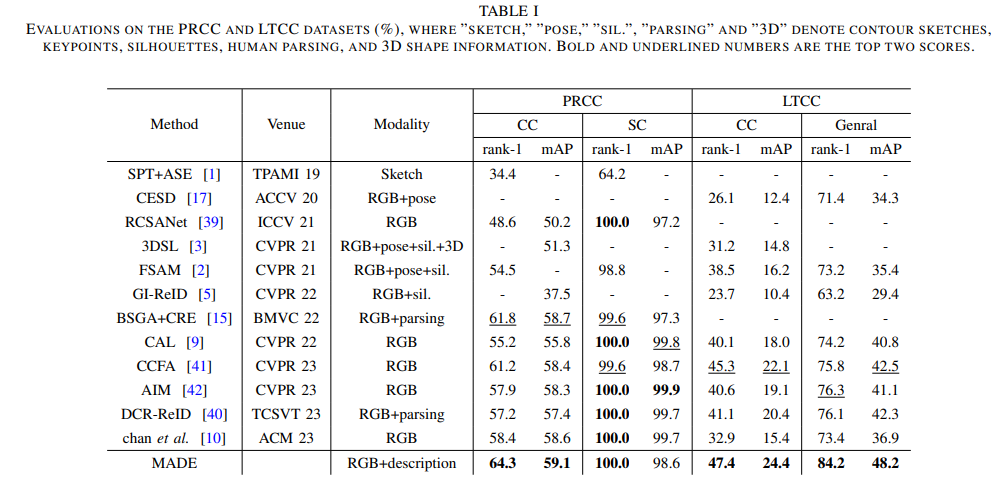 TABLE I
EVALUATIONS ON THE PRCC AND LTCC DATASETS (%), WHERE ”SKETCH,” ”POSE,” ”SIL.”, ”PARSING” AND ”3D” DENOTE CONTOUR SKETCHES,
KEYPOINTS, SILHOUETTES, HUMAN PARSING, AND 3D SHAPE INFORMATION. BOLD AND UNDERLINED NUMBERS ARE THE TOP TWO SCORES.
PRCC LTCC
Method Venue Modality CC SC CC Genral
rank-1 mAP rank-1 mAP rank-1 mAP rank-1 mAP
SPT+ASE [1] TPAMI 19 Sketch 34.4 - 64.2 - - - - -
CESD [17] ACCV 20 RGB+pose - - - - 26.1 12.4 71.4 34.3
RCSANet [39] ICCV 21 RGB 48.6 50.2 100.0 97.2 - - - -
3DSL [3] CVPR 21 RGB+pose+sil.+3D - 51.3 - - 31.2 14.8 - -
FSAM [2] CVPR 21 RGB+pose+sil. 54.5 - 98.8 - 38.5 16.2 73.2 35.4
GI-ReID [5] CVPR 22 RGB+sil. - 37.5 - - 23.7 10.4 63.2 29.4
BSGA+CRE [15] BMVC 22 RGB+parsing 61.8 58.7 99.6 97.3 - - - -
CAL [9] CVPR 22 RGB 55.2 55.8 100.0 99.8 40.1 18.0 74.2 40.8
CCFA [41] CVPR 23 RGB 61.2 58.4 99.6 98.7 45.3 22.1 75.8 42.5
AIM [42] CVPR 23 RGB 57.9 58.3 100.0 99.9 40.6 19.1 76.3 41.1
DCR-ReID [40] TCSVT 23 RGB+parsing 57.2 57.4 100.0 99.7 41.1 20.4 76.1 42.3
chan et al. [10] ACM 23 RGB 58.4 58.6 100.0 99.7 32.9 15.4 73.4 36.9
MADE RGB+description 64.3 59.1 100.0 98.6 47.4 24.4 84.2 48.2